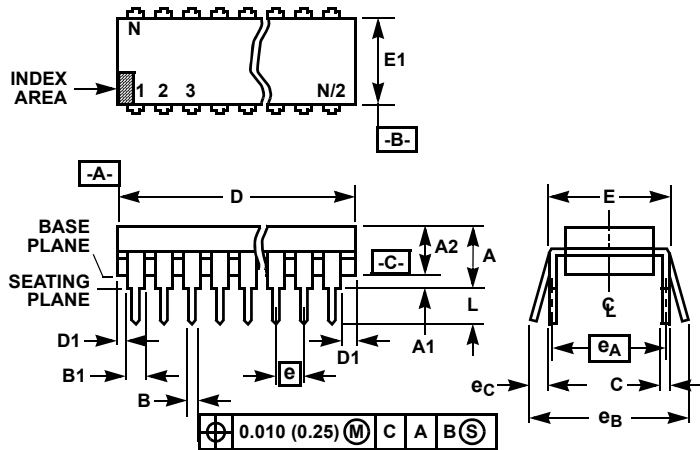 N
E1
INDEX
AREA
1 2 3 N/2
-B-
-A-
D
E
BASE
PLANE
A2
A
-C-
SEATING
PLANE
L
C
L
D1
A1
D1
eA
B1
e
eC
C
B
eB
⌖ 0.010 (0.25) Ⓜ C A B Ⓢ